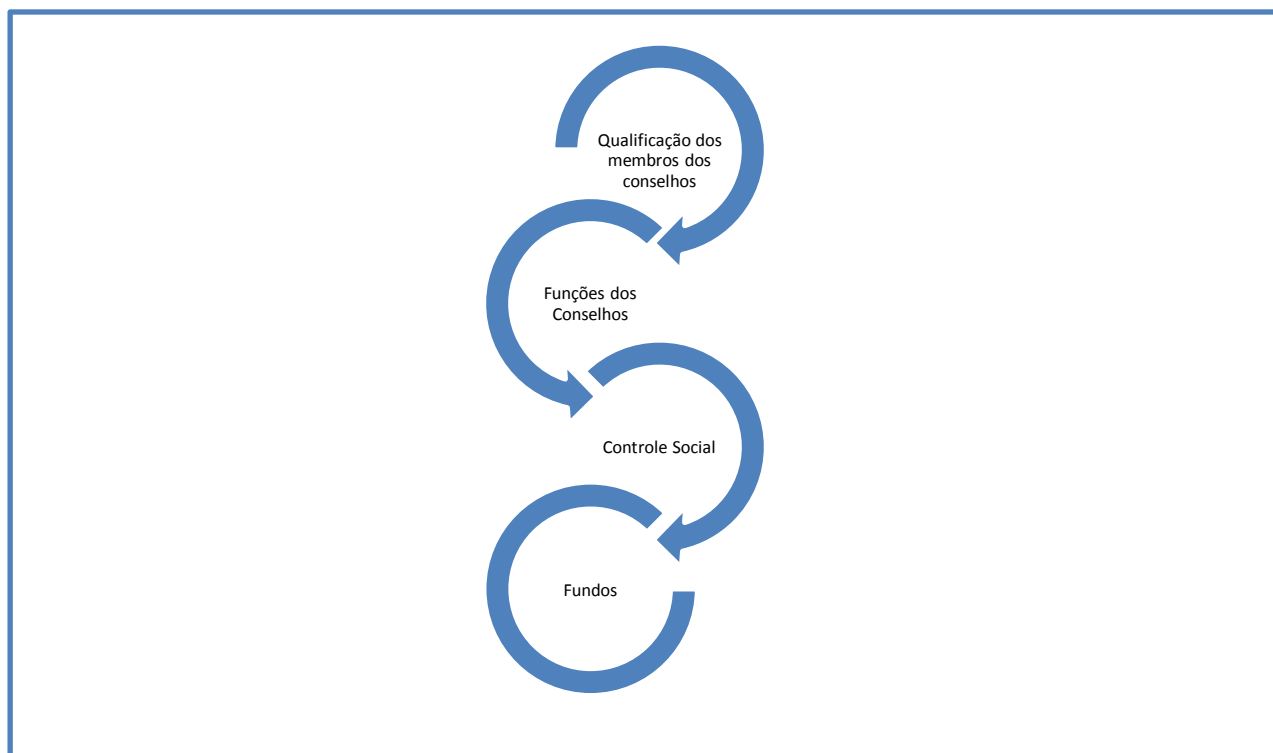 Qualificação dos
membros dos
conselhos
Funções dos
Conselhos
Controle Social
Fundos